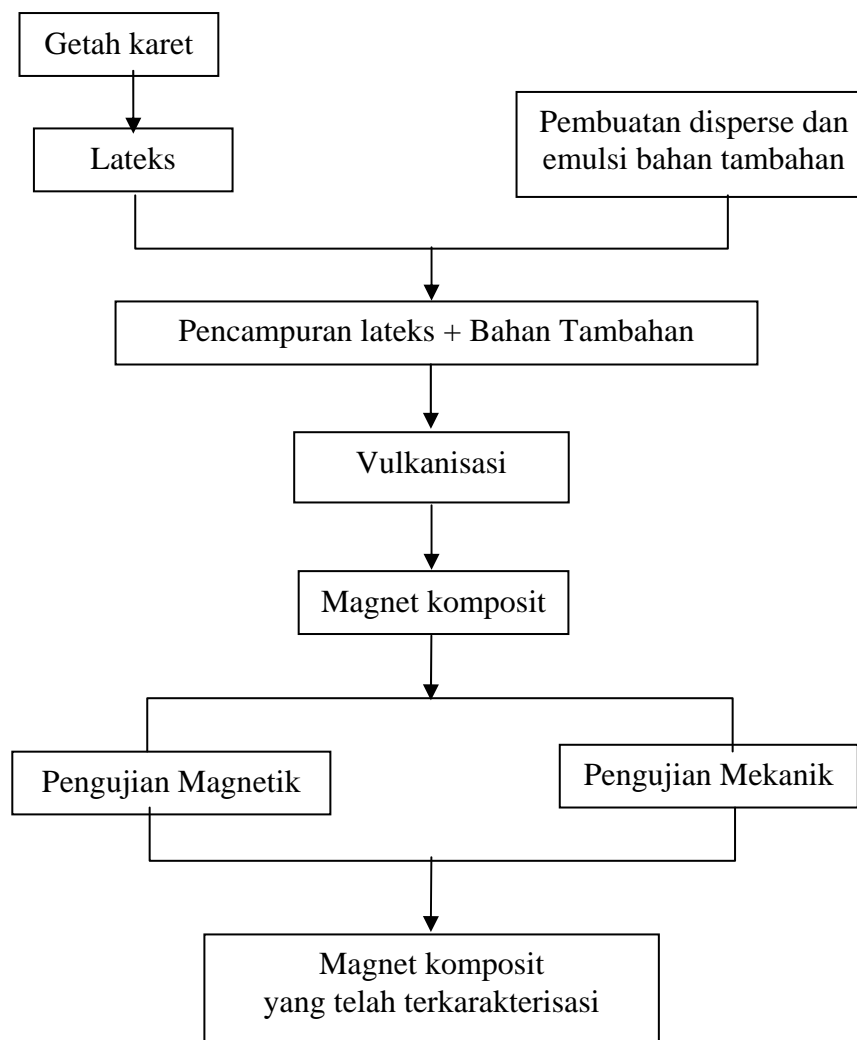 Getah karet
Lateks
Pembuatan disperse dan
emulsi bahan tambahan
Pencampuran lateks + Bahan Tambahan
Vulkanisasi
Magnet komposit
Pengujian Magnetik
Pengujian Mekanik
Magnet komposit
yang telah terkarakterisasi